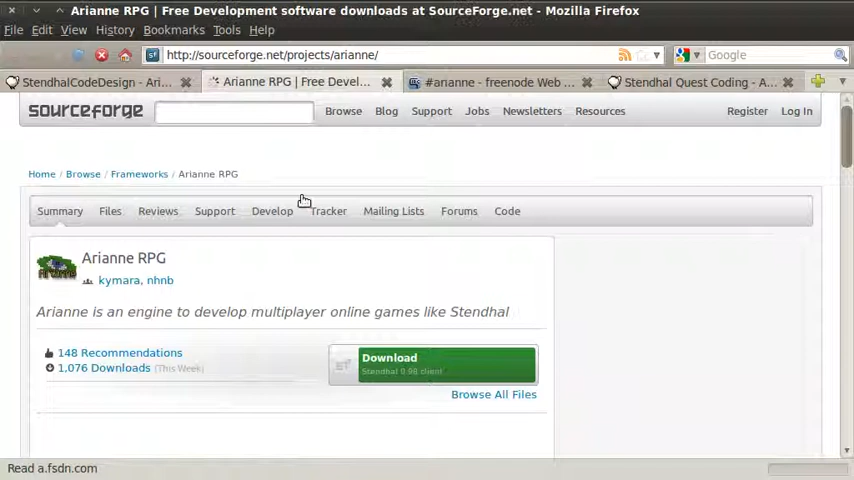 Arianne RPG | Free Development software downloads at SourceForge.net - Mozilla Firefox
File Edit View History Bookmarks Tools Help
http://sourceforge.net/projects/arianne/ Google
StendhalCodeDesign - Ari... Arianne RPG | Free Devel... #arianne - freenode Web ... Stendhal Quest Coding - A...
sourceforge Browse Blog Support Jobs Newsletters Resources Register Log In
Home / Browse / Frameworks / Arianne RPG
Summary Files Reviews Support Develop Tracker Mailing Lists Forums Code
Arianne RPG
kymara, nhnb
Arianne is an engine to develop multiplayer online games like Stendhal
148 Recommendations
1,076 Downloads (This Week)
Download
Stendhal 0.98 client
Browse All Files
Read a.fsdn.com